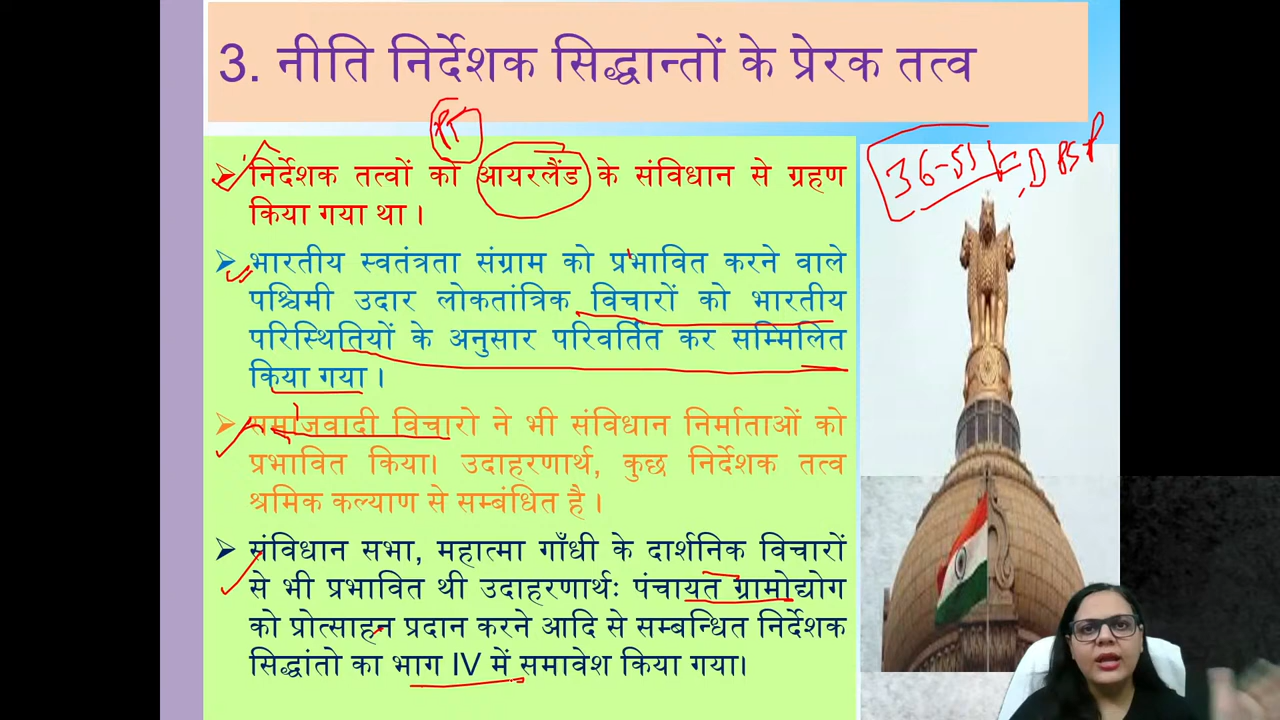 3. नीति निर्देशक सिद्धान्तों के प्रेरक तत्व
PT
36-51 = DPSP
➢ निर्देशक तत्वों को आयरलैंड के संविधान से ग्रहण
किया गया था।
➢ भारतीय स्वतंत्रता संग्राम को प्रभावित करने वाले
पश्चिमी उदार लोकतांत्रिक विचारों को भारतीय
परिस्थितियों के अनुसार परिवर्तित कर सम्मिलित
किया गया।
➢ समाजवादी विचारो ने भी संविधान निर्माताओं को
प्रभावित किया। उदाहरणार्थ, कुछ निर्देशक तत्व
श्रमिक कल्याण से सम्बंधित है।
➢ संविधान सभा, महात्मा गाँधी के दार्शनिक विचारों
से भी प्रभावित थी उदाहरणार्थः पंचायत ग्रामोद्योग
को प्रोत्साहन प्रदान करने आदि से सम्बन्धित निर्देशक
सिद्धांतो का भाग IV में समावेश किया गया।